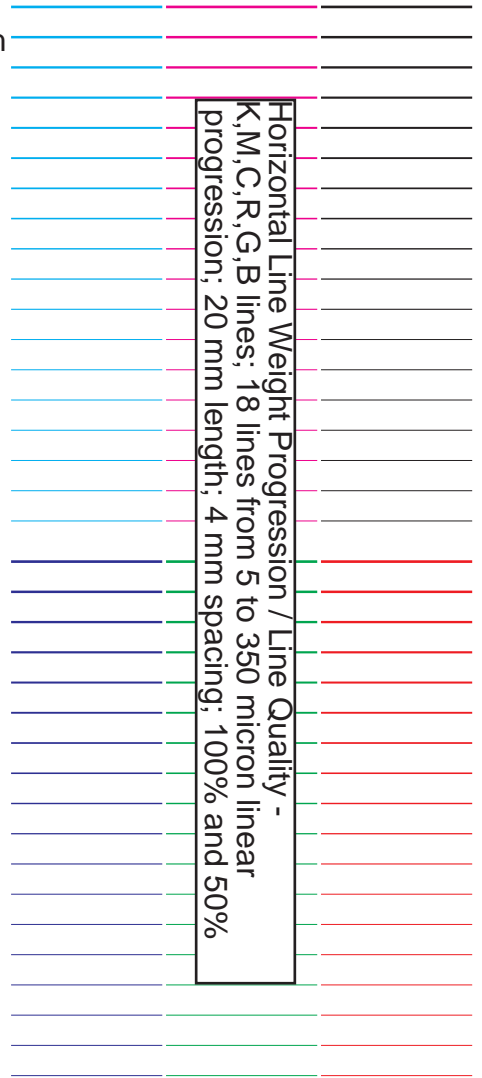 n
Horizontal Line Weight Progression / Line Quality -
K,M,C,R,G,B lines; 18 lines from 5 to 350 micron linear
progression; 20 mm length; 4 mm spacing; 100% and 50%